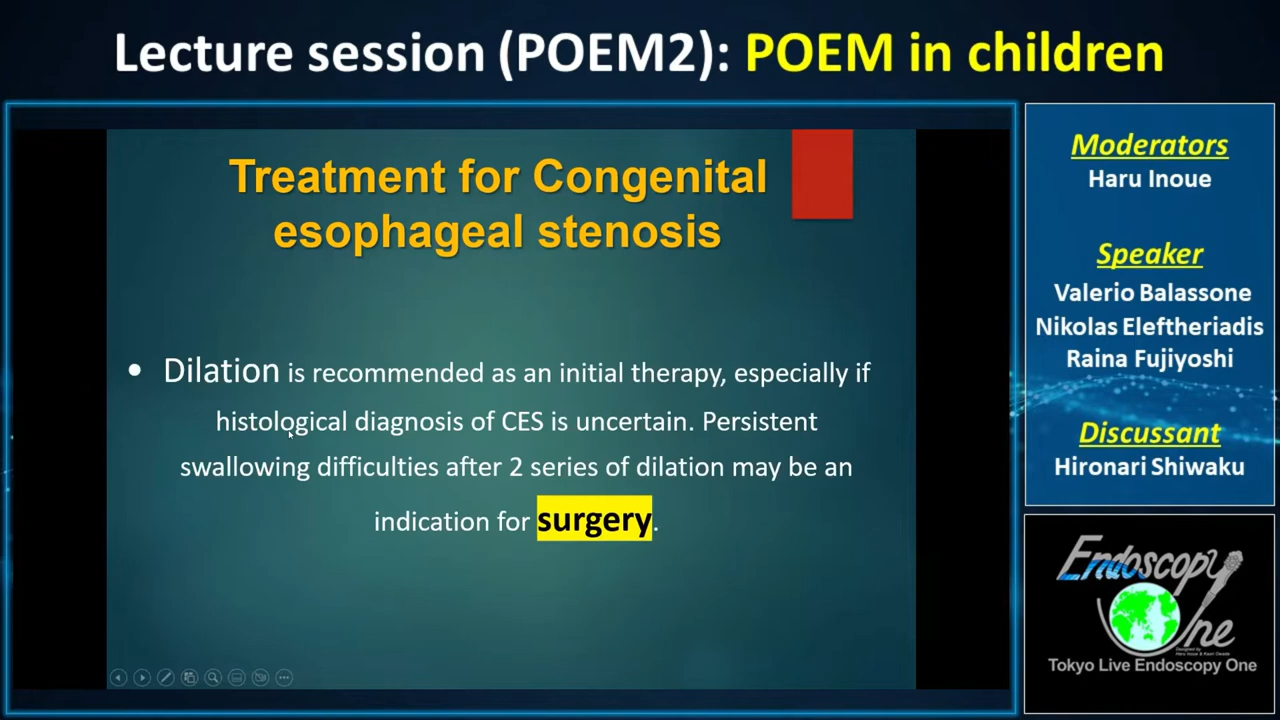 Lecture session (POEM2): POEM in children
Treatment for Congenital
esophageal stenosis
• Dilation is recommended as an initial therapy, especially if
histological diagnosis of CES is uncertain. Persistent
swallowing difficulties after 2 series of dilation may be an
indication for surgery.
Moderators
Haru Inoue
Speaker
Valerio Balassone
Nikolas Eleftheriadis
Raina Fujiyoshi
Discussant
Hironari Shiwaku
Endoscopy
One
Designed by
Tokyo Live Endoscopy One